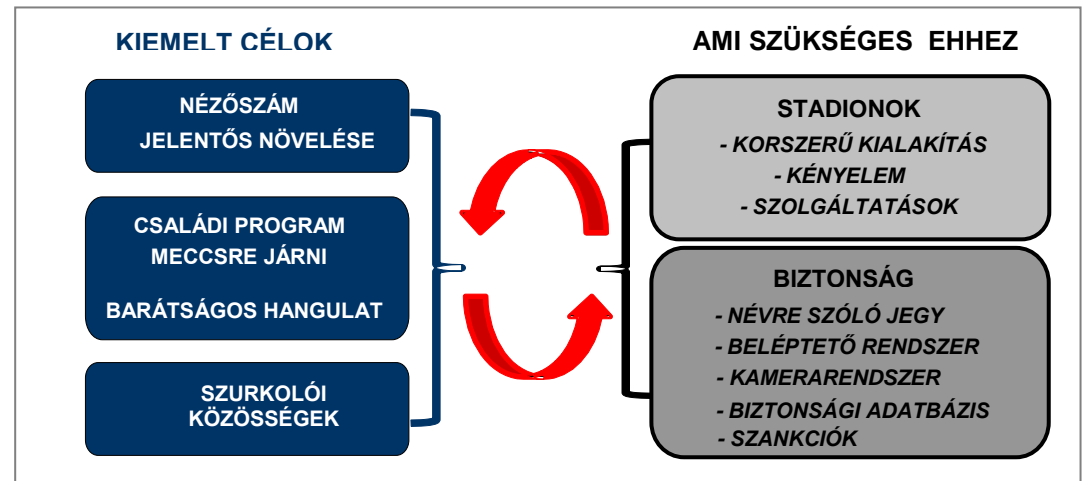 KIEMELT CÉLOK
NÉZŐSZÁM
JELENTŐS NÖVELÉSE
CSALÁDI PROGRAM
MECCSRE JÁRNI
BARÁTSÁGOS HANGULAT
SZURKOLÓI
KÖZÖSSÉGEK
AMI SZÜKSÉGES EHHEZ
STADIONOK
- KORSZERŰ KIALAKÍTÁS
- KÉNYELEM
- SZOLGÁLTATÁSOK
BIZTONSÁG
- NÉVRE SZÓLÓ JEGY
- BELÉPTETŐ RENDSZER
- KAMERARENDSZER
- BIZTONSÁGI ADATBÁZIS
- SZANKCIÓK